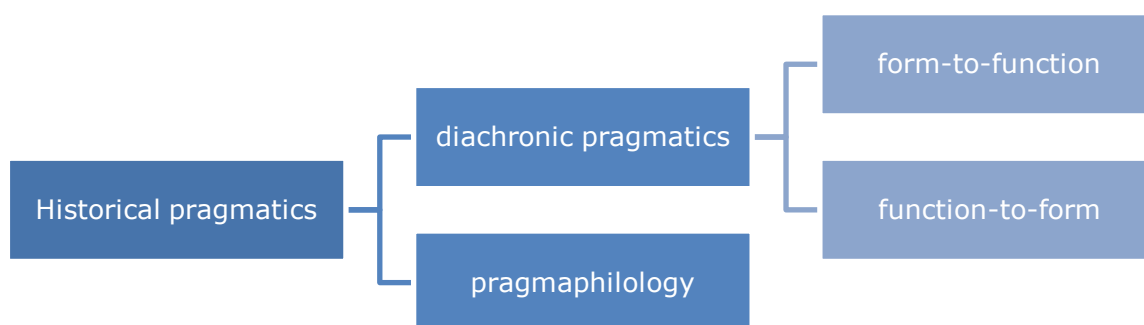 form-to-function
diachronic pragmatics
Historical pragmatics
function-to-form
pragmaphilology